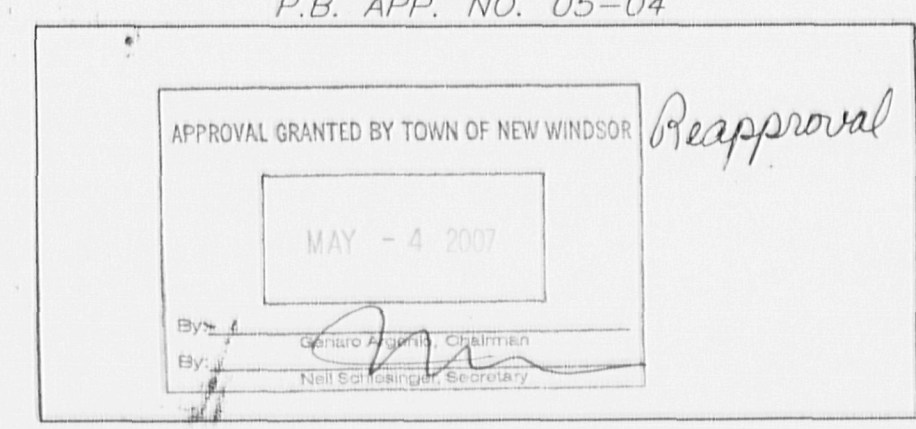 P.B. APP. NO. 05-04
APPROVAL GRANTED BY TOWN OF NEW WINDSOR
Reapproval
MAY - 4 2007
By:
Genaro Argenio, Chairman
By:
Neil Schlesinger, Secretary